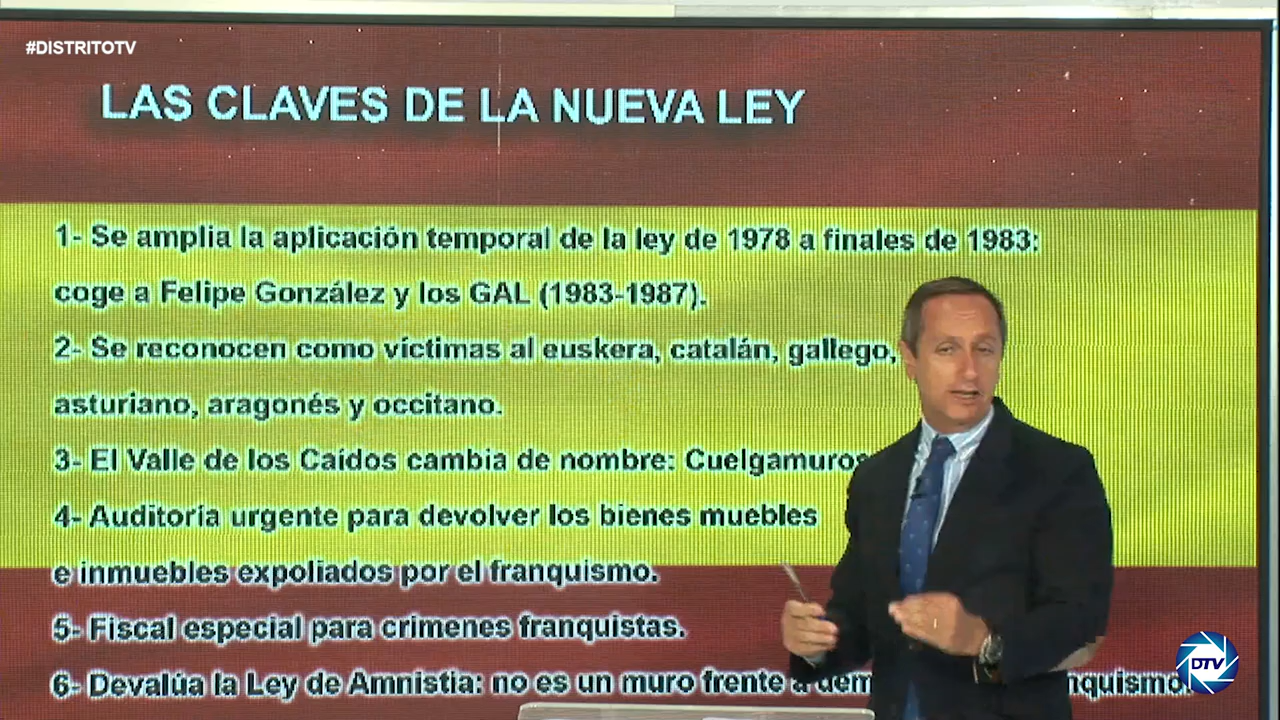 #DISTRITOTV
LAS CLAVES DE LA NUEVA LEY
1- Se amplia la aplicación temporal de la ley de 1978 a finales de 1983:
coge a Felipe González y los GAL (1983-1987).
2- Se reconocen como víctimas al euskera, catalán, gallego,
asturiano, aragonés y occitano.
3- El Valle de los Caídos cambia de nombre: Cuelgamuros
4- Auditoría urgente para devolver los bienes muebles
e inmuebles expoliados por el franquismo.
5- Fiscal especial para crimenes franquistas.
6- Devalúa la Ley de Amnistia: no es un muro frente a
DTV